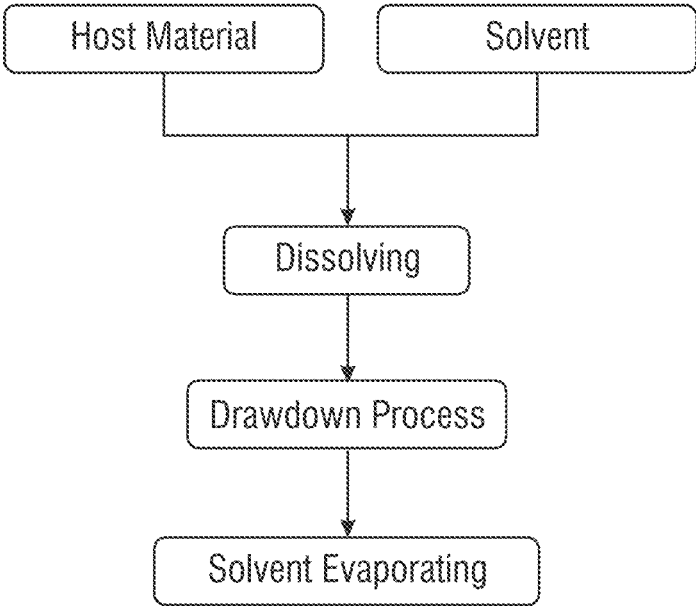 Host Material
Solvent
Dissolving
Drawdown Process
Solvent Evaporating